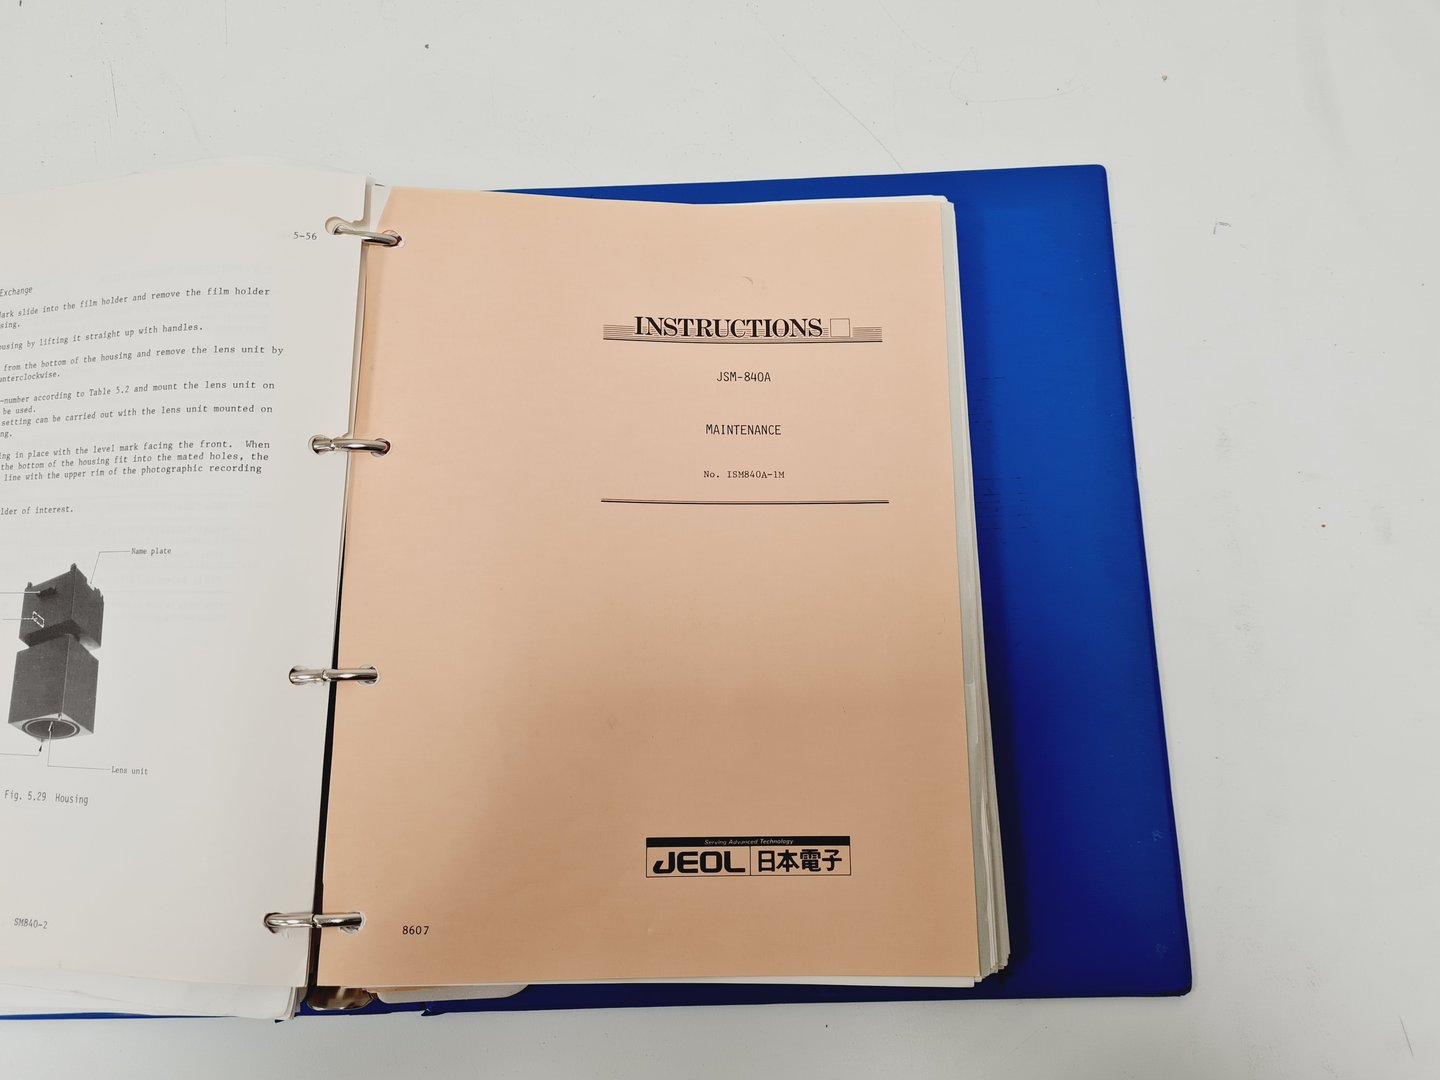 5-56
Exchange
dark slide into the film holder and remove the film holder
sing.
ousing by lifting it straight up with handles.
from the bottom of the housing and remove the lens unit by
unterclockwise.
-number according to Table 5.2 and mount the lens unit on
be used.
setting can be carried out with the lens unit mounted on
ng.
ing in place with the level mark facing the front. When
the bottom of the housing fit into the mated holes, the
line with the upper rim of the photographic recording
lder of interest.
Name plate
Lens unit
Fig. 5.29 Housing
SM840-2
INSTRUCTIONS
JSM-840A
MAINTENANCE
No. ISM840A-1M
Serving Advanced Technology
JEOL 日本電子
8607